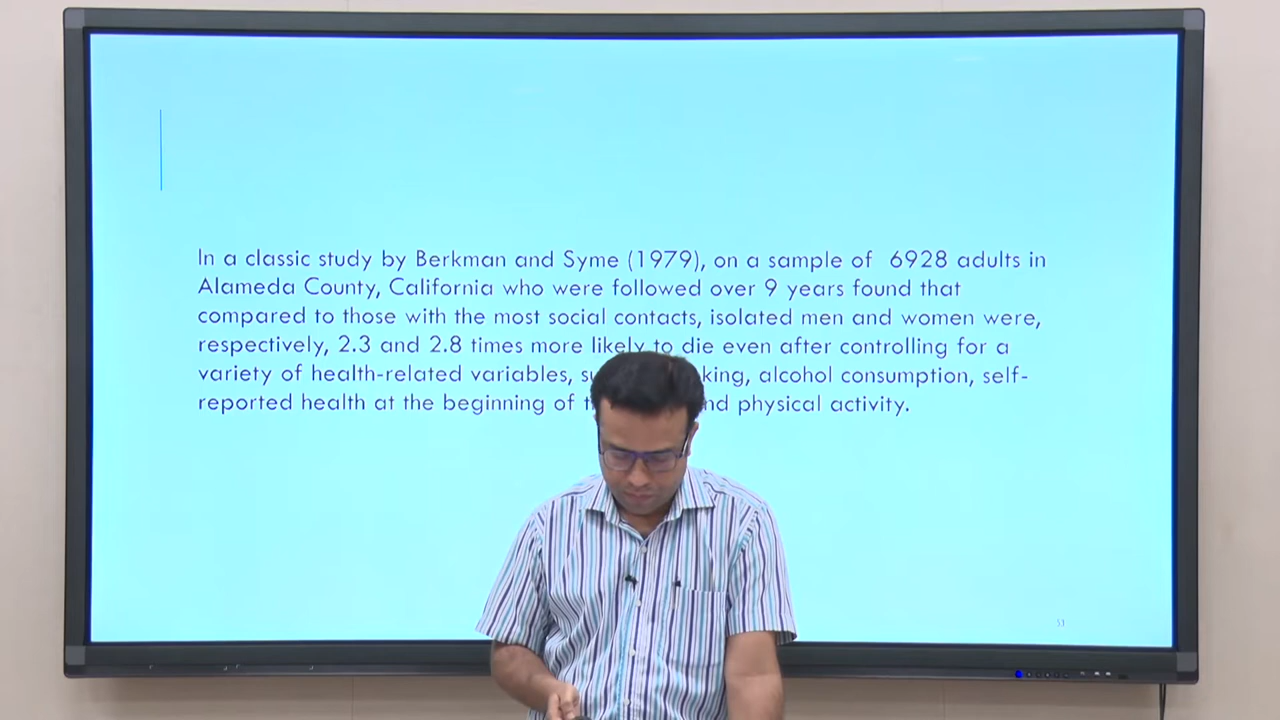 In a classic study by Berkman and Syme (1979), on a sample of 6928 adults in
Alameda County, California who were followed over 9 years found that
compared to those with the most social contacts, isolated men and women were,
respectively, 2.3 and 2.8 times more likely to die even after controlling for a
variety of health-related variables, alcohol consumption, self-
reported health at the beginning of physical activity.
51